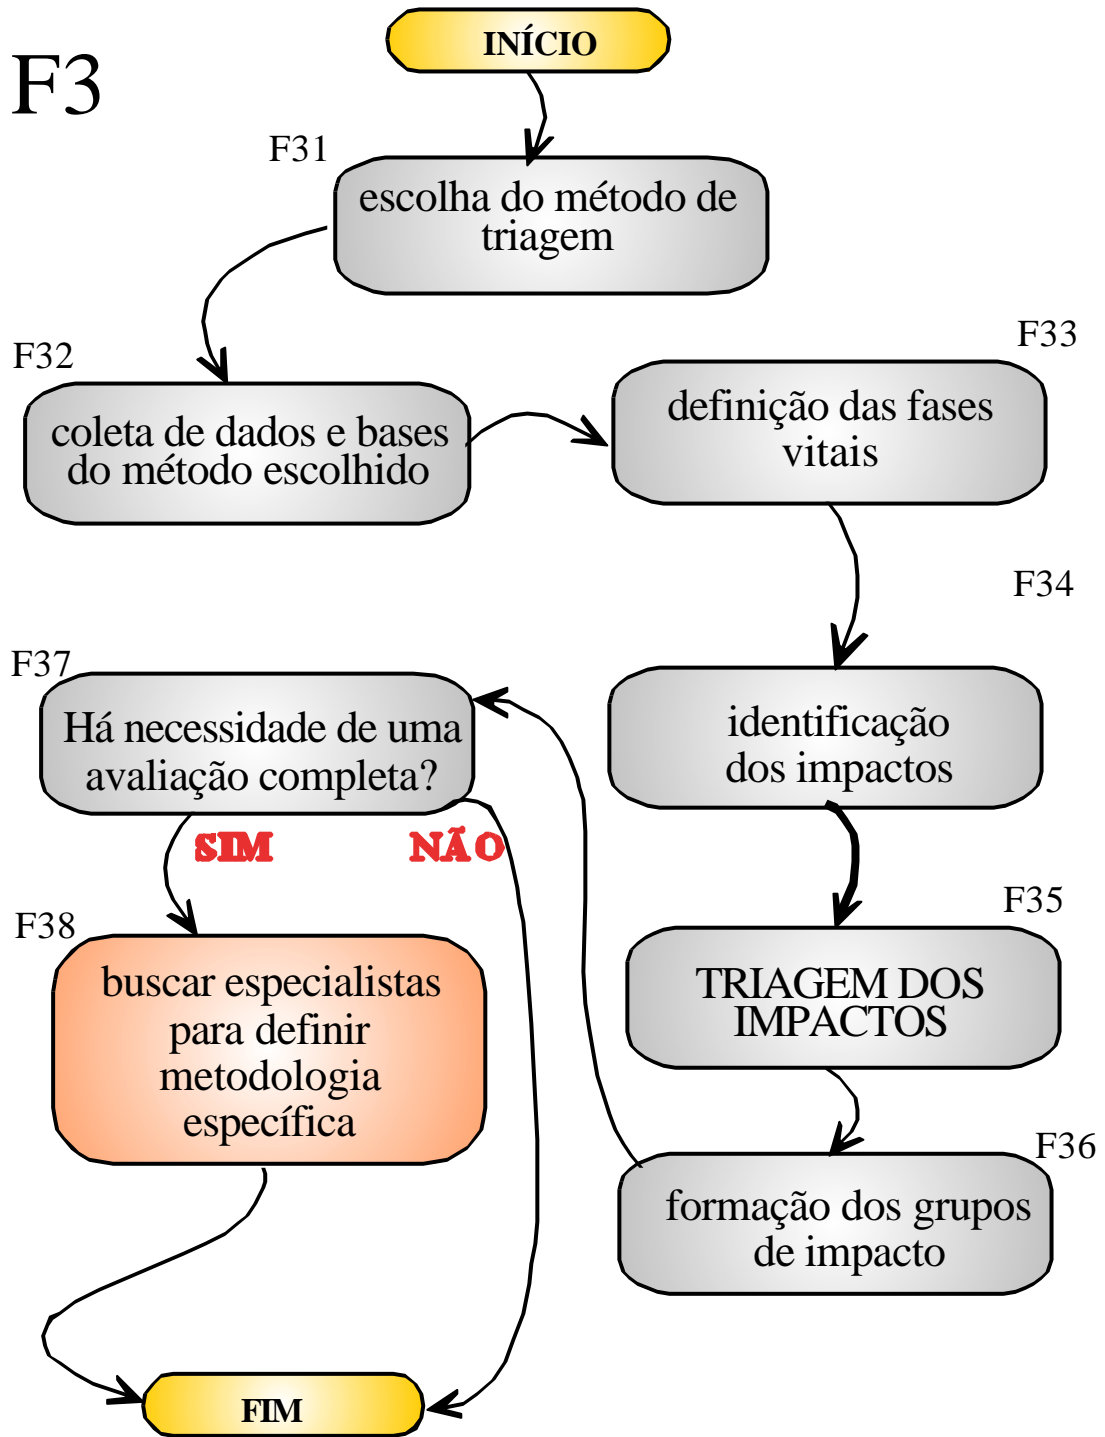 F3
INÍCIO
F31
escolha do método de
triagem
F32
coleta de dados e bases
do método escolhido
F33
definição das fases
vitais
F34
identificação
dos impactos
F35
TRIAGEM DOS
IMPACTOS
F36
formação dos grupos
de impacto
F37
Há necessidade de uma
avaliação completa?
SIM
NÃO
F38
buscar especialistas
para definir
metodologia
específica
FIM